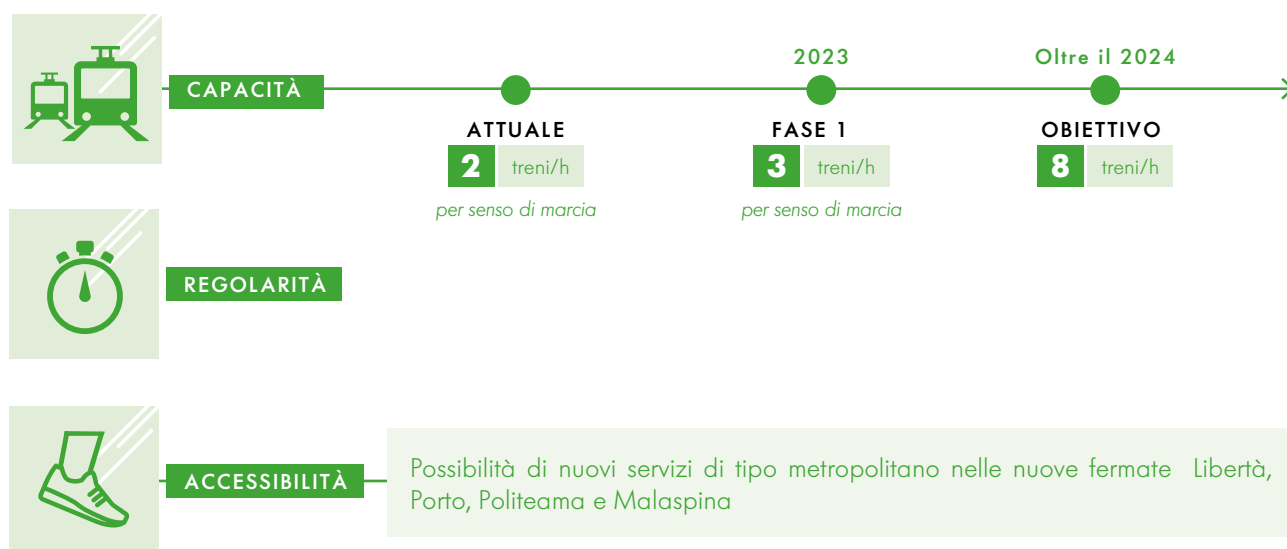 CAPACITÀ
2023
Oltre il 2024
ATTUALE
FASE 1
OBIETTIVO
2 treni/h
3 treni/h
8 treni/h
per senso di marcia
per senso di marcia
REGOLARITÀ
ACCESSIBILITÀ
Possibilità di nuovi servizi di tipo metropolitano nelle nuove fermate Libertà,
Porto, Politeama e Malaspina